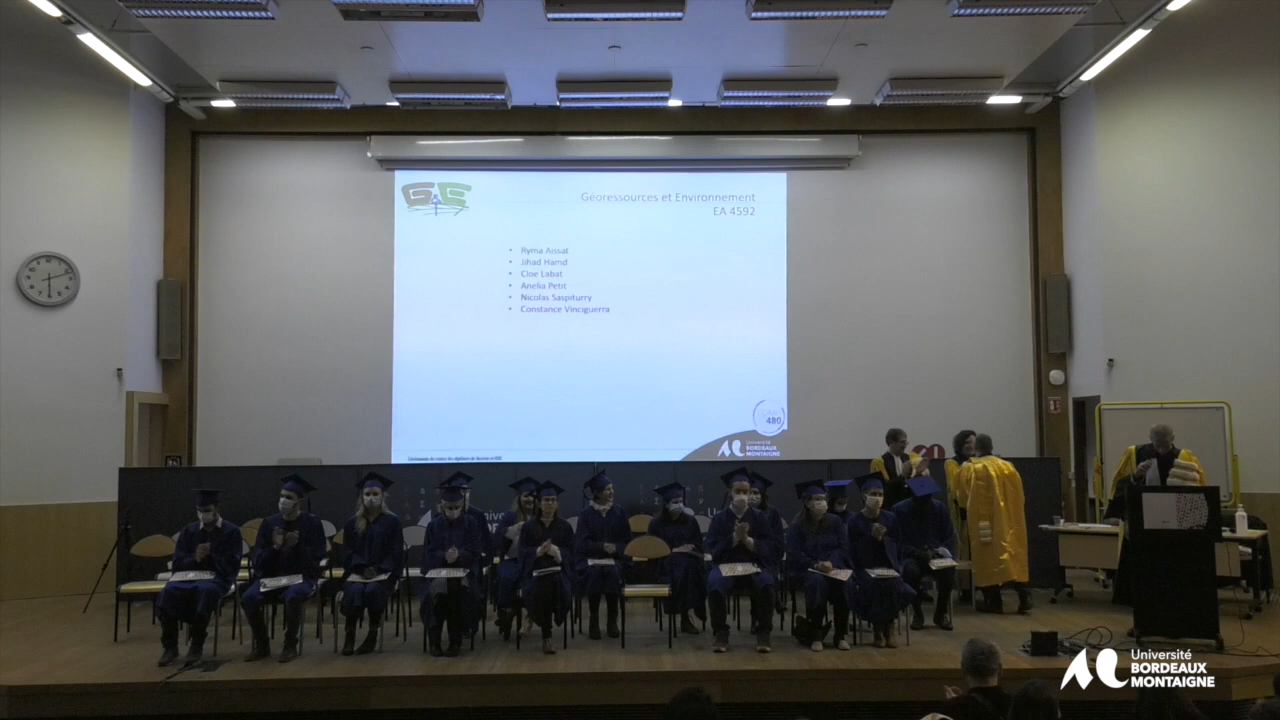 G&E
Géoressources et Environnement
EA 4592
• Ryma Aissat
• Jihad Hamd
• Cloe Labat
• Anelia Petit
• Nicolas Saspiturry
• Constance Vinciguerra
480
Université
BORDEAUX
MONTAIGNE
Université
BORDEAUX
MONTAIGNE